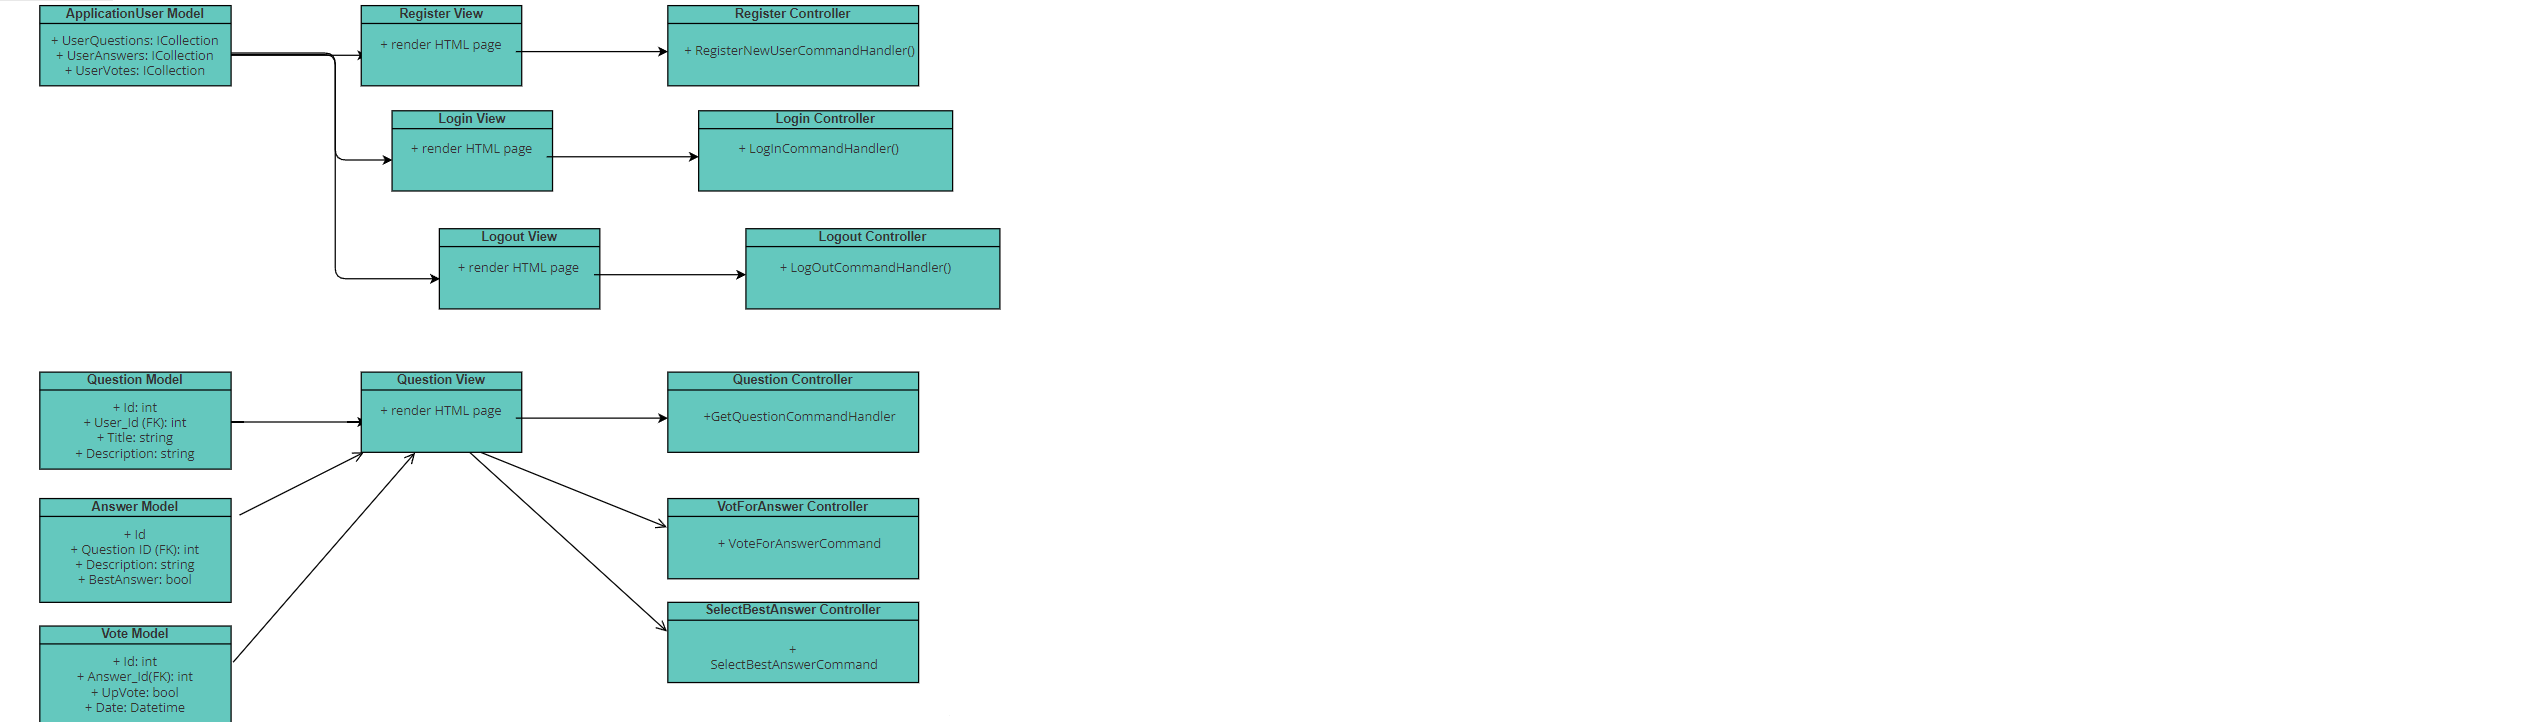 ApplicationUser Model
+ UserQuestions: ICollection
+ UserAnswers: ICollection
+ UserVotes: ICollection
Register View
+ render HTML page
Register Controller
+ RegisterNewUserCommandHandler()
Login View
+ render HTML page
Login Controller
+ LogInCommandHandler()
Logout View
+ render HTML page
Logout Controller
+ LogOutCommandHandler()
Question Model
+ Id: int
+ User_Id (FK): int
+ Title: string
+ Description: string
Question View
+ render HTML page
Question Controller
+GetQuestionCommandHandler
Answer Model
+ Id
+ Question ID (FK): int
+ Description: string
+ BestAnswer: bool
VotForAnswer Controller
+ VoteForAnswerCommand
SelectBestAnswer Controller
+
SelectBestAnswerCommand
Vote Model
+ Id: int
+ Answer_Id(FK): int
+ UpVote: bool
+ Date: Datetime